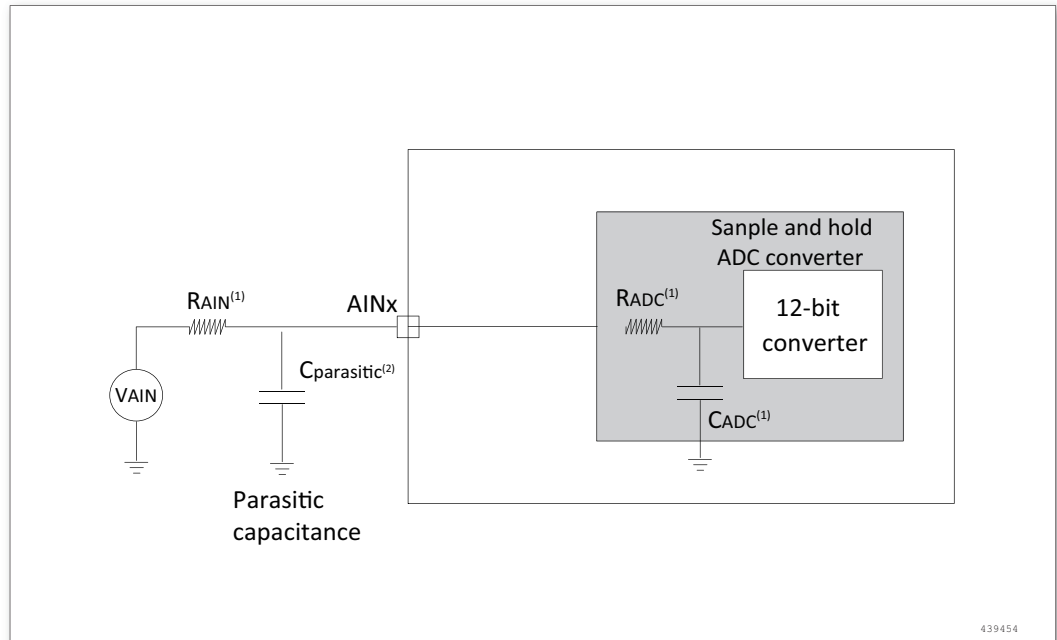 Sanple and hold
ADC converter
RAIN(1)
AINx
RADC(1)
12-bit
converter
Cparasitic(2)
VAIN
CADC(1)
Parasitic
capacitance
439454